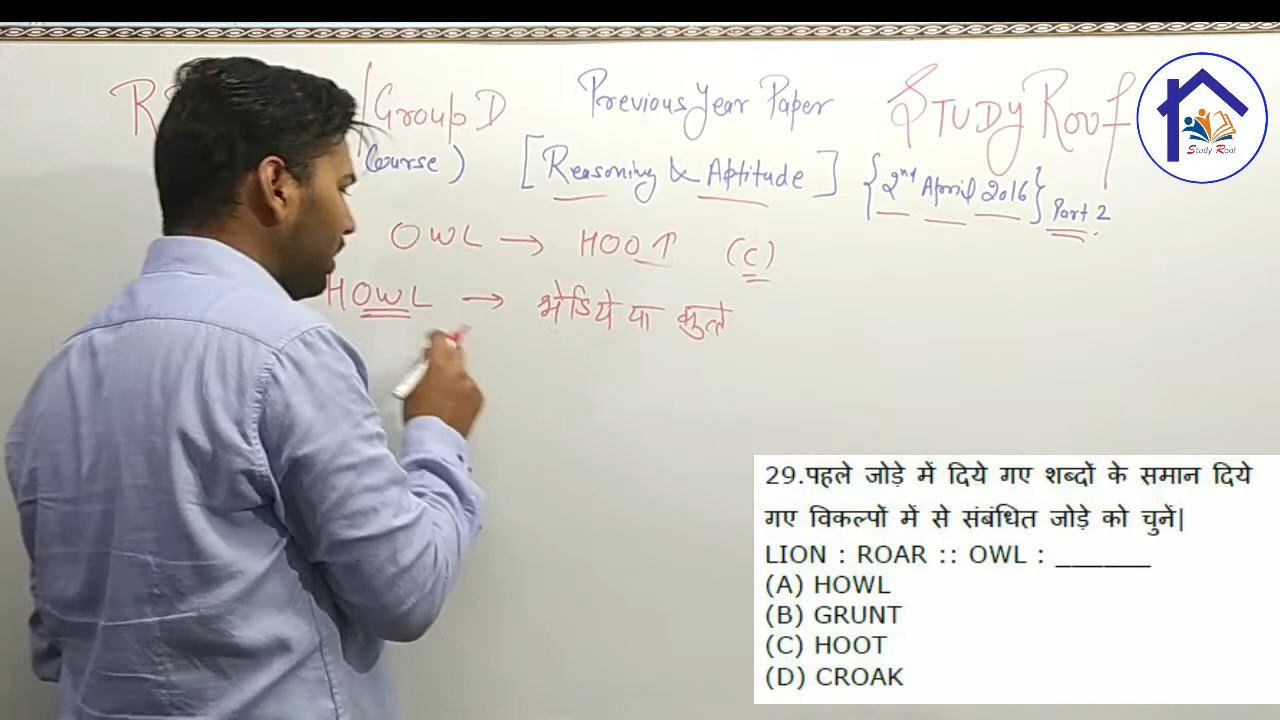 /Group D
Previous Year Paper
STUDY ROOF
Study Roof
Course )
[ Reasoning & Aptitude ]
{ 2nd April 2016 } Part 2
OWL → HOOT (C)
HOWL → भेडिये या कुत्ते
29.पहले जोड़े में दिये गए शब्दों के समान दिये
गए विकल्पों में से संबंधित जोड़े को चुनें|
LION : ROAR :: OWL : ______
(A) HOWL
(B) GRUNT
(C) HOOT
(D) CROAK